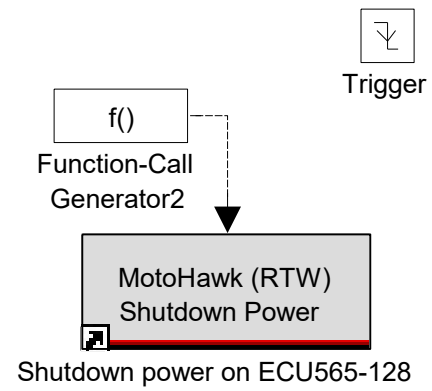 Trigger
f()
Function-Call
Generator2
MotoHawk (RTW)
Shutdown Power
Shutdown power on ECU565-128